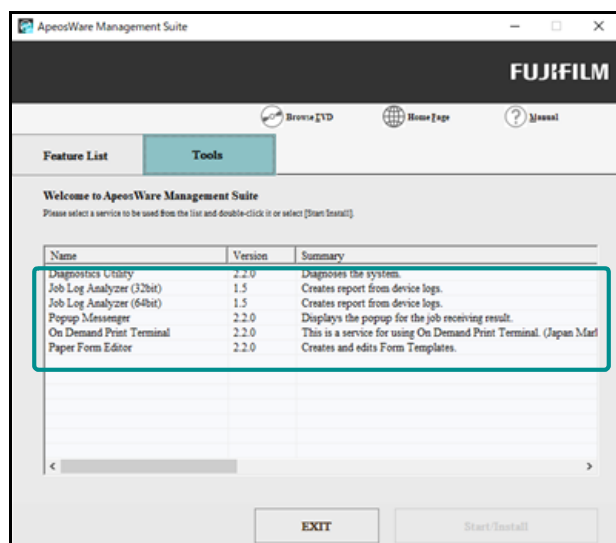 ApeosWare Management Suite
FUJIFILM
Browse DVD Home Page Manual
Feature List Tools
Welcome to ApeosWare Management Suite
Please select a service to be used from the list and double-click it or select [Start/Install].
Name Version Summary
Diagnostics Utility 2.2.0 Diagnoses the system.
Job Log Analyzer (32bit) 1.5 Creates report from device logs.
Job Log Analyzer (64bit) 1.5 Creates report from device logs.
Popup Messenger 2.2.0 Displays the popup for the job receiving result.
On Demand Print Terminal 2.2.0 This is a service for using On Demand Print Terminal. (Japan Mark
Paper Form Editor 2.2.0 Creates and edits Form Templates.
EXIT Start/Install